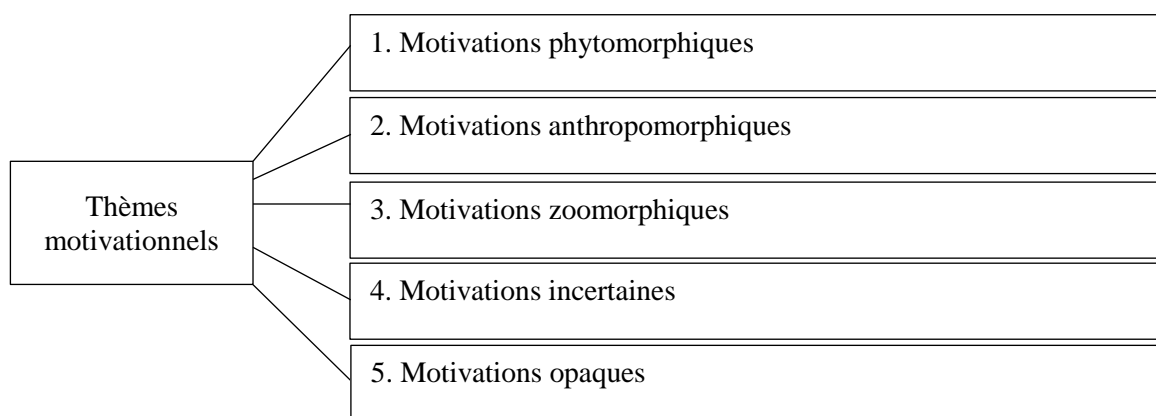 Thèmes
motivationnels
1. Motivations phytomorphiques
2. Motivations anthropomorphiques
3. Motivations zoomorphiques
4. Motivations incertaines
5. Motivations opaques